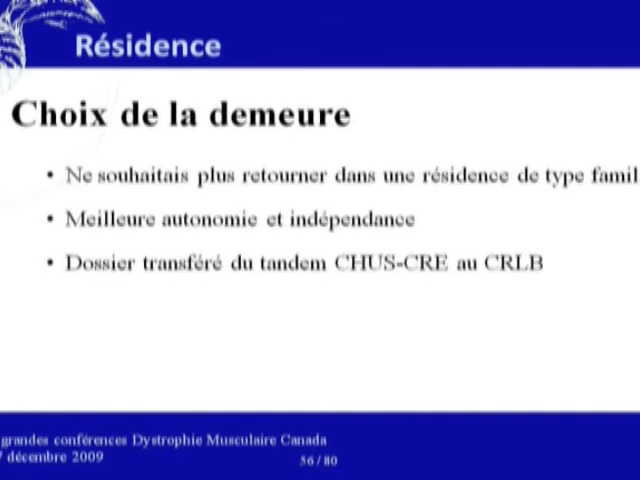 Résidence
Choix de la demeure
• Ne souhaitais plus retourner dans une résidence de type famil
• Meilleure autonomie et indépendance
• Dossier transféré du tandem CHUS-CRE au CRLB
grandes conférences Dystrophie Musculaire Canada
7 décembre 2009
56 / 80